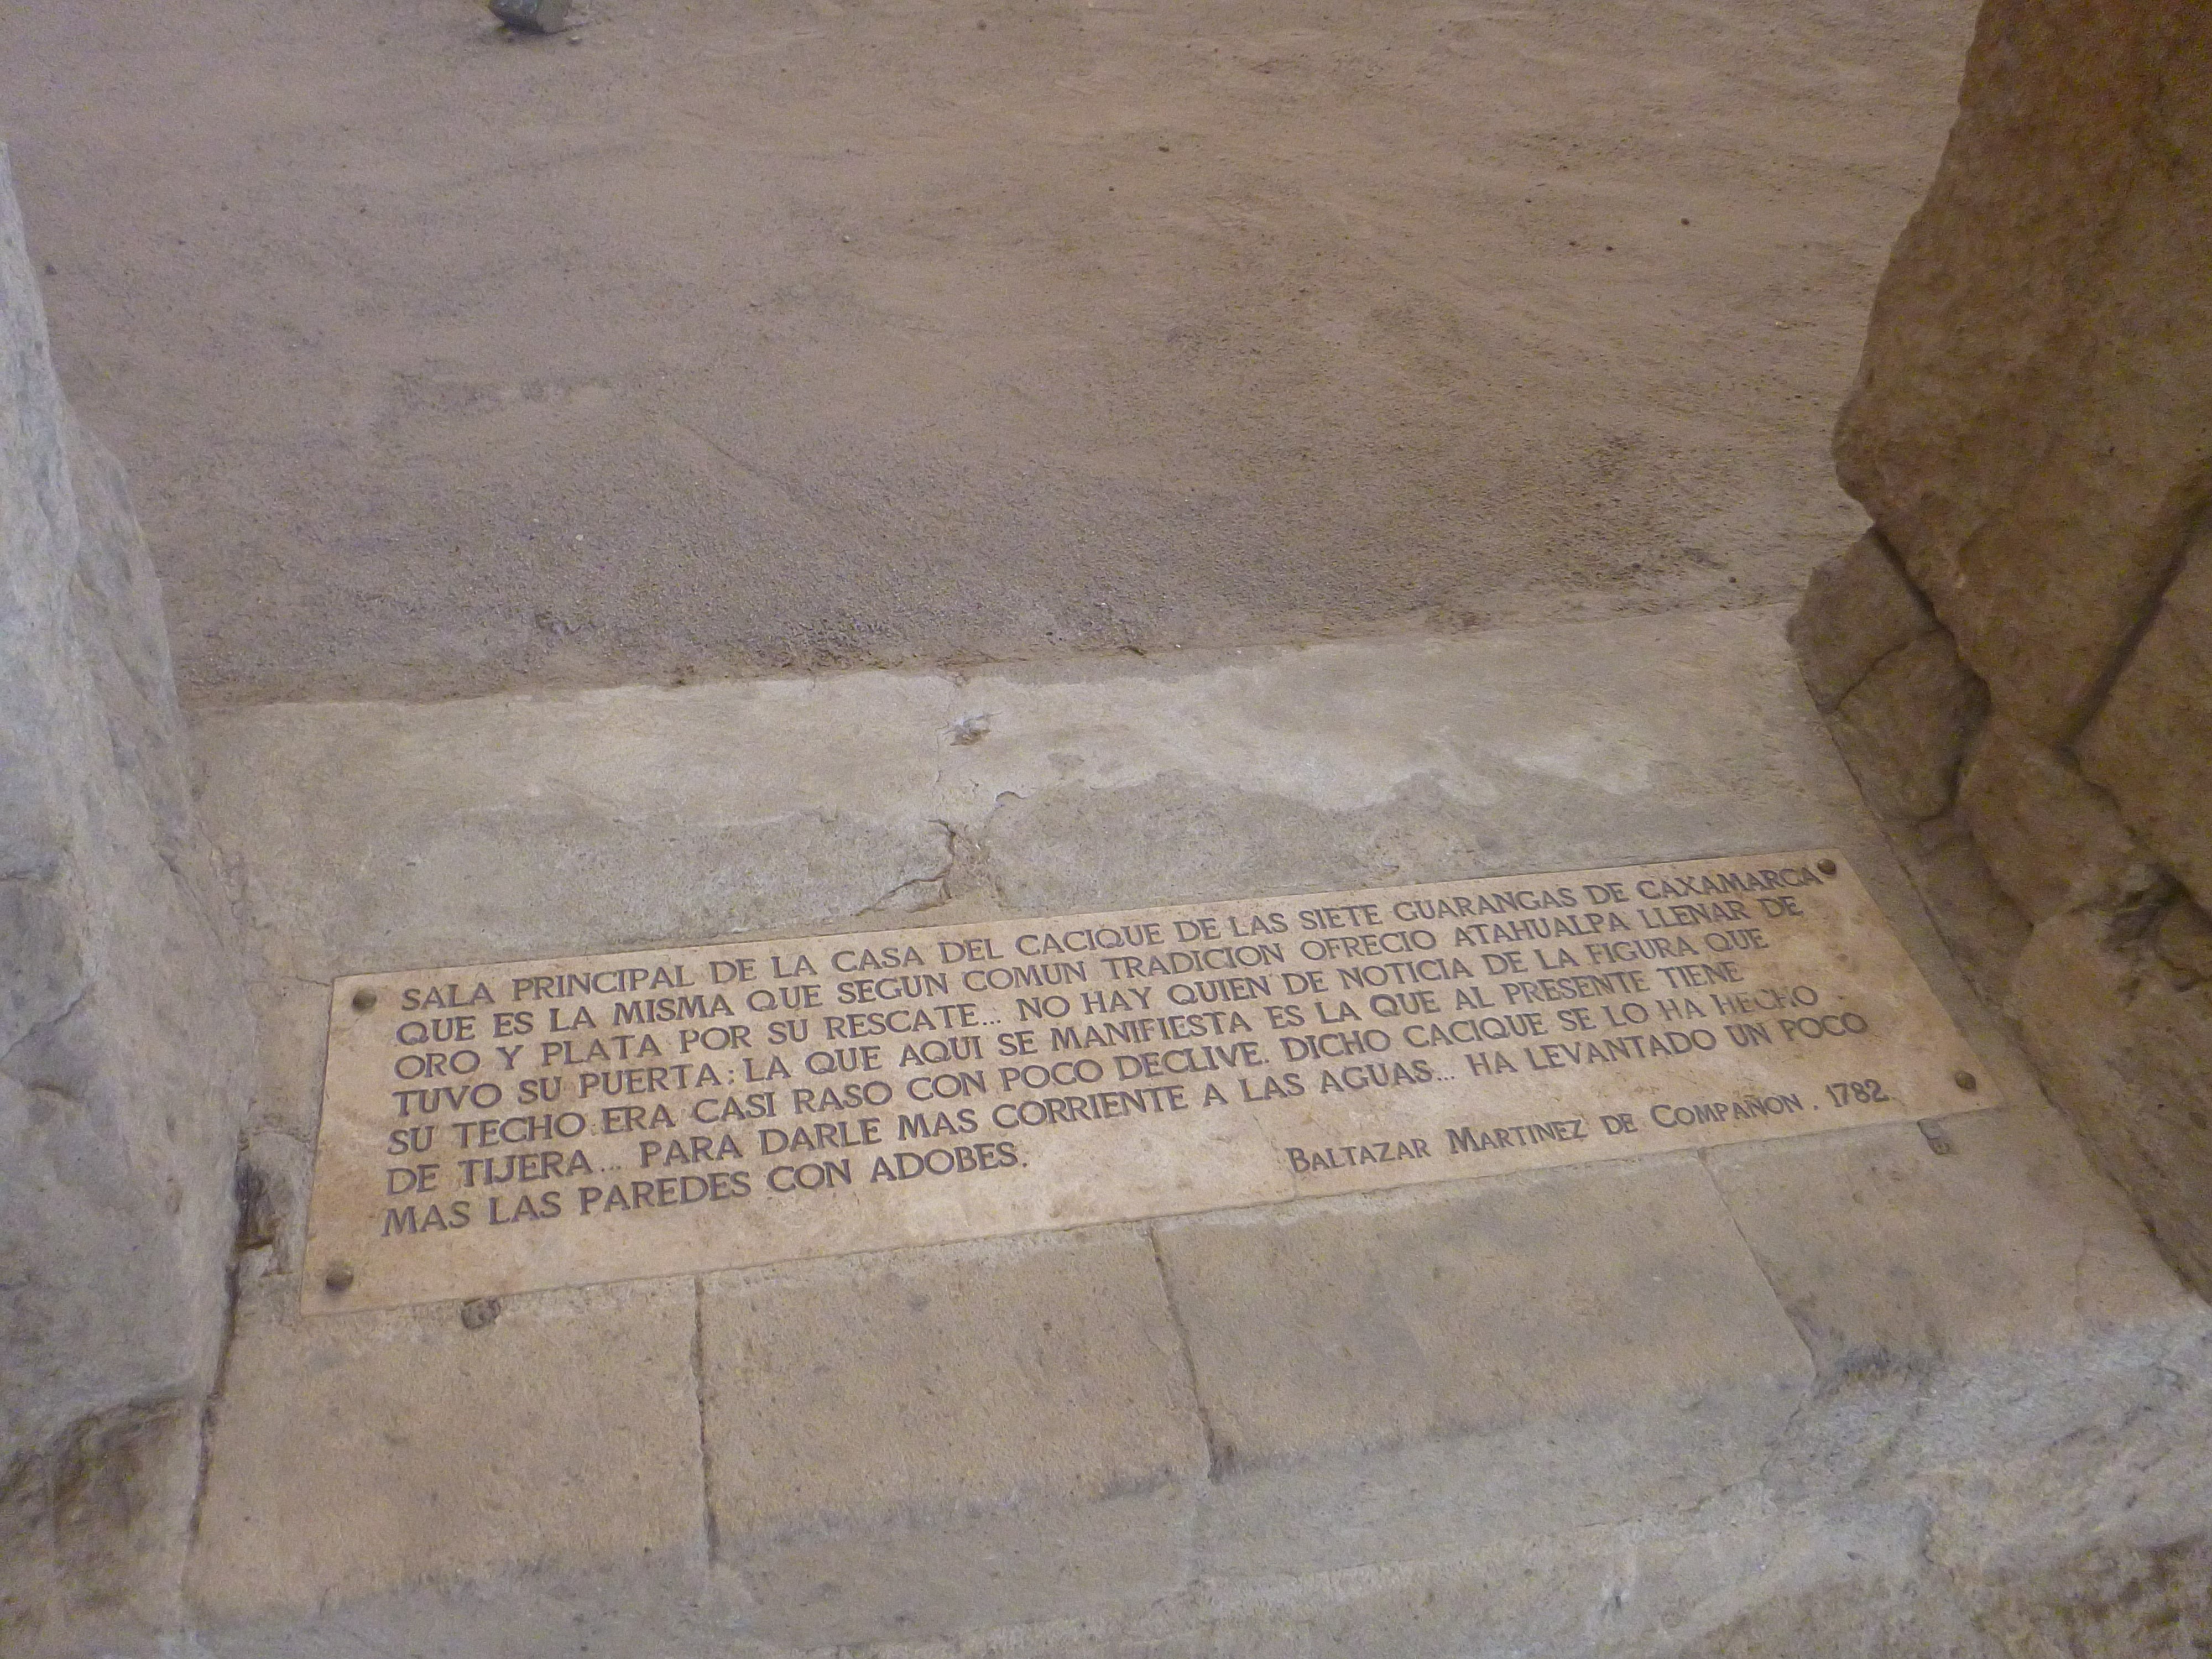 SALA PRINCIPAL DE LA CASA DEL CACIQUE DE LAS SIETE GUARANGAS DE CAXAMARCA
QUE ES LA MISMA QUE SEGUN COMUN TRADICION OFRECIO ATAHUALPA LLENAR DE
ORO Y PLATA POR SU RESCATE... NO HAY QUIEN DE NOTICIA DE LA FIGURA QUE
TUVO SU PUERTA; LA QUE AQUI SE MANIFIESTA ES LA QUE AL PRESENTE TIENE
SU TECHO ERA CASI RASO CON POCO DECLIVE. DICHO CACIQUE SE LO HA HECHO
DE TIJERA... PARA DARLE MAS CORRIENTE A LAS AGUAS... HA LEVANTADO UN POCO
MAS LAS PAREDES CON ADOBES.
BALTAZAR MARTINEZ DE COMPAÑON. 1782